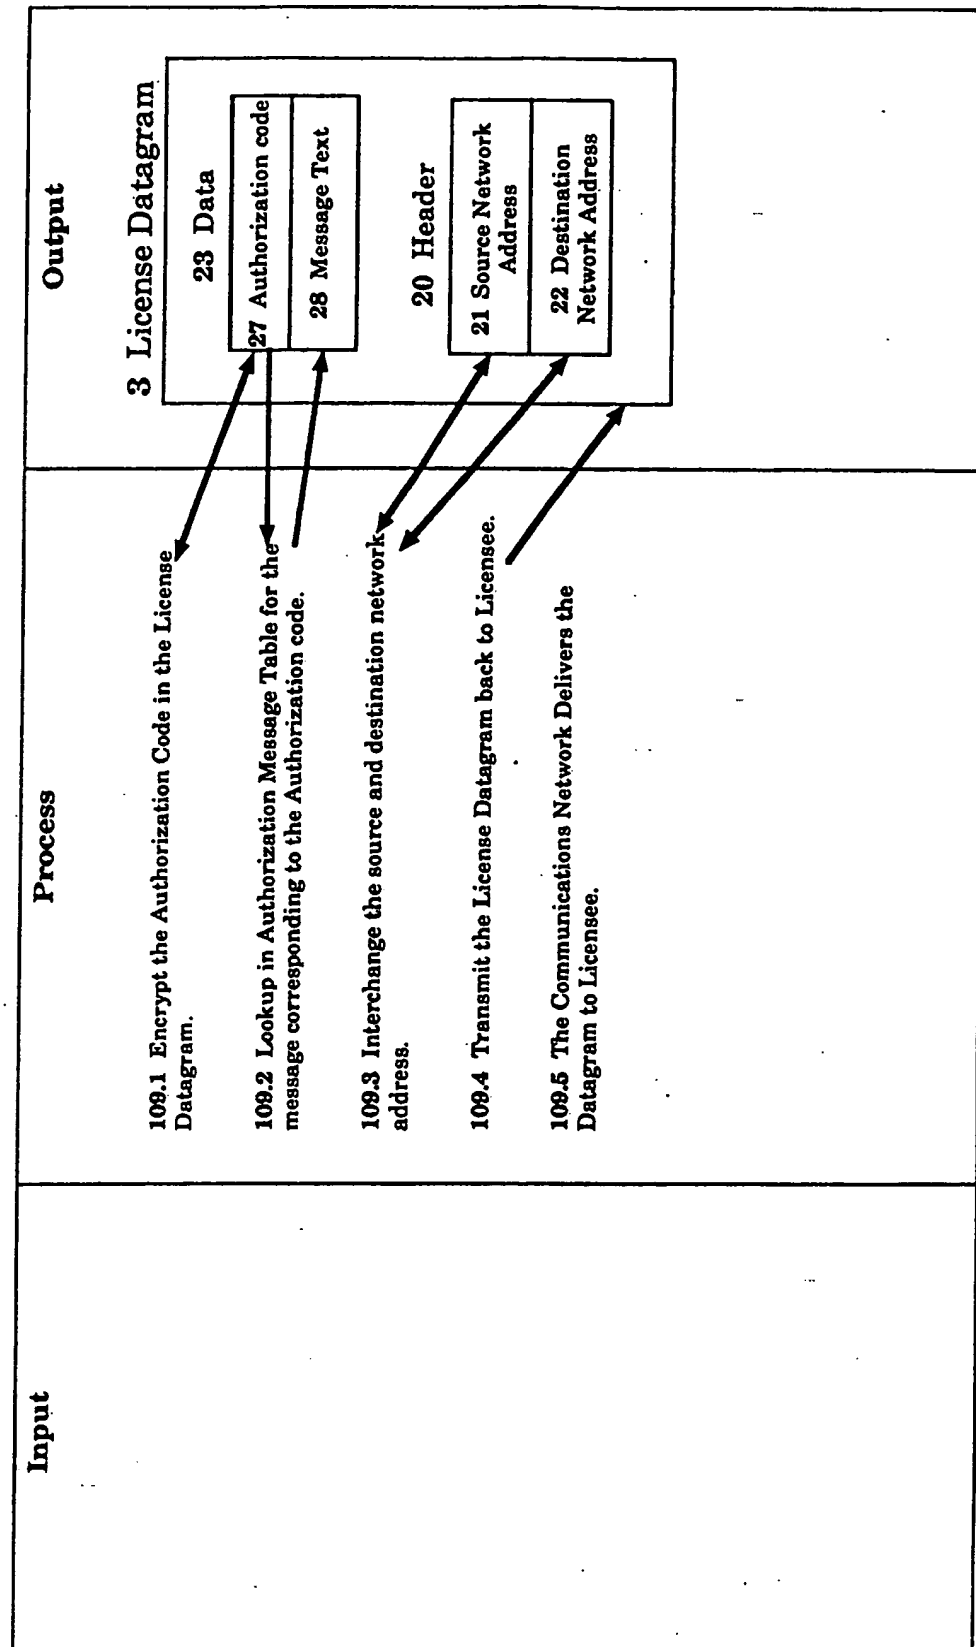 Input
Process
Output
109.1 Encrypt the Authorization Code in the License
Datagram.
109.2 Lookup in Authorization Message Table for the
message corresponding to the Authorization code.
109.3 Interchange the source and destination network
address.
109.4 Transmit the License Datagram back to Licensee.
109.5 The Communications Network Delivers the
Datagram to Licensee.
3 License Datagram
23 Data
27 Authorization code
28 Message Text
20 Header
21 Source Network
Address
22 Destination
Network Address